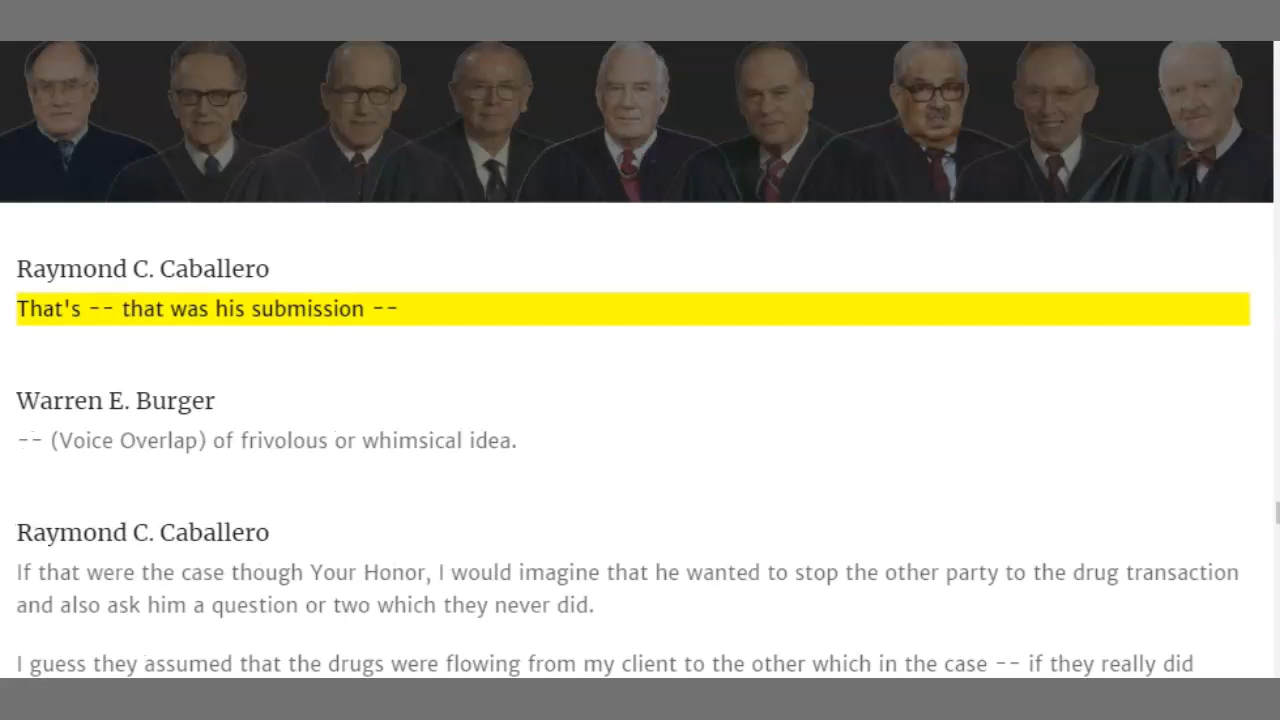 Raymond C. Caballero
That's -- that was his submission --
Warren E. Burger
-- (Voice Overlap) of frivolous or whimsical idea.
Raymond C. Caballero
If that were the case though Your Honor, I would imagine that he wanted to stop the other party to the drug transaction
and also ask him a question or two which they never did.
I guess they assumed that the drugs were flowing from my client to the other which in the case -- if they really did